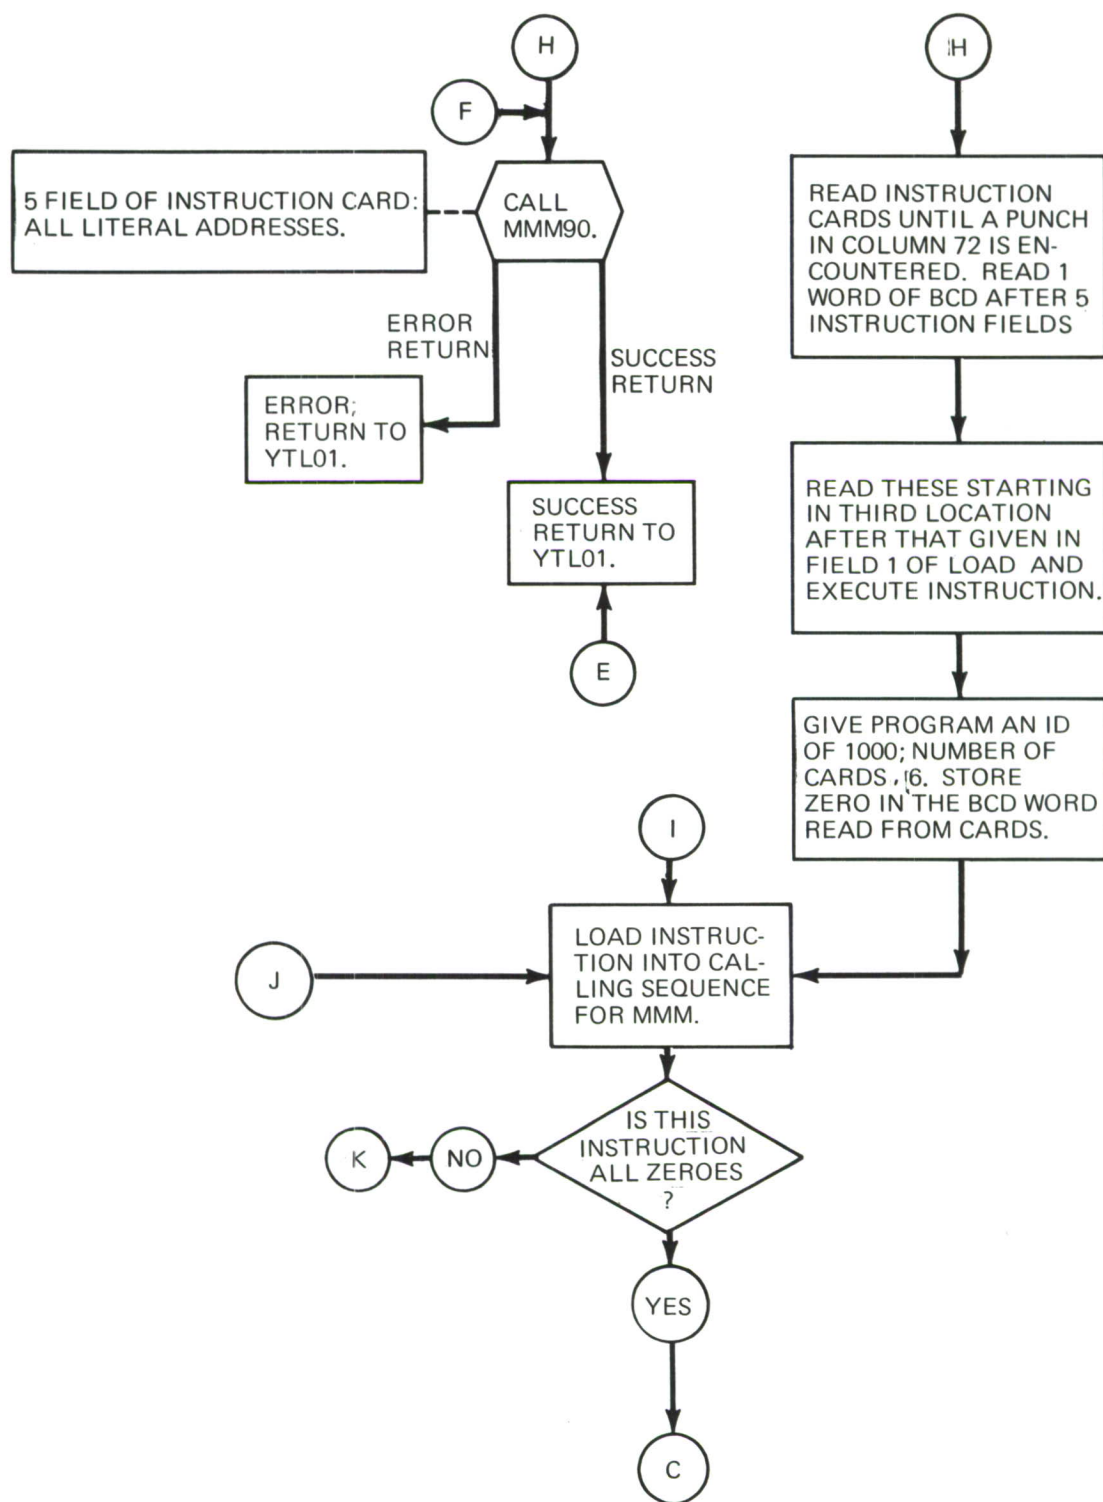 H
F
5 FIELD OF INSTRUCTION CARD:
ALL LITERAL ADDRESSES.
CALL
MMM90.
ERROR
RETURN
SUCCESS
RETURN
ERROR;
RETURN TO
YTL01.
SUCCESS
RETURN TO
YTL01.
E
H
READ INSTRUCTION
CARDS UNTIL A PUNCH
IN COLUMN 72 IS EN-
COUNTERED. READ 1
WORD OF BCD AFTER 5
INSTRUCTION FIELDS
READ THESE STARTING
IN THIRD LOCATION
AFTER THAT GIVEN IN
FIELD 1 OF LOAD AND
EXECUTE INSTRUCTION.
GIVE PROGRAM AN ID
OF 1000; NUMBER OF
CARDS 6. STORE
ZERO IN THE BCD WORD
READ FROM CARDS.
I
J
LOAD INSTRUC-
TION INTO CAL-
LING SEQUENCE
FOR MMM.
IS THIS
INSTRUCTION
ALL ZEROES
?
NO
K
YES
C